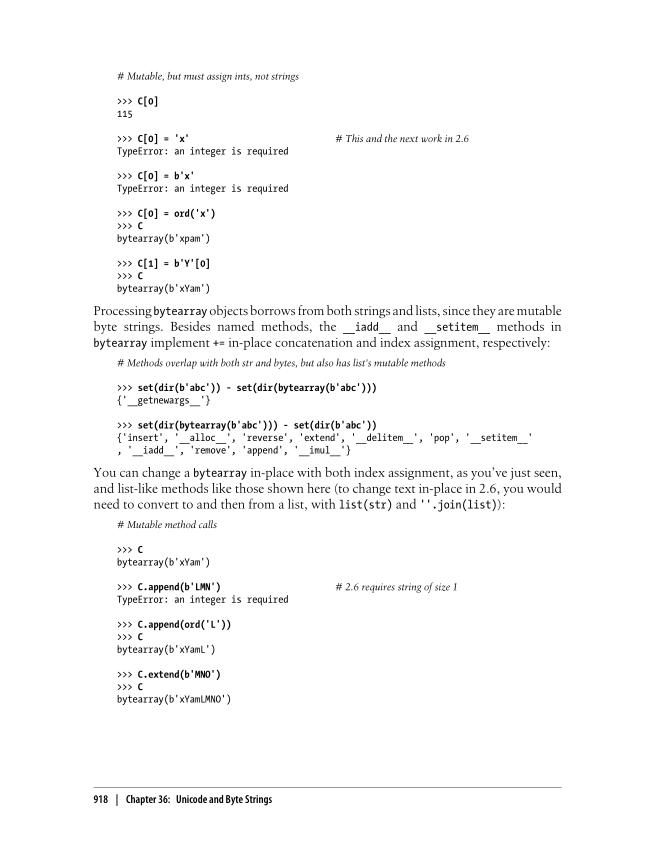 # Mutable, but must assign ints, not strings
>>> C[0]
115
>>> C[0] = 'x' # This and the next work in 2.6
TypeError: an integer is required
>>> C[0] = b'x'
TypeError: an integer is required
>>> C[0] = ord('x')
>>> C
bytearray(b'xpam')
>>> C[1] = b'Y'[0]
>>> C
bytearray(b'xYam')
Processing bytearray objects borrows from both strings and lists, since they are mutable
byte strings. Besides named methods, the __iadd__ and __setitem__ methods in
bytearray implement += in-place concatenation and index assignment, respectively:
# Methods overlap with both str and bytes, but also has list's mutable methods
>>> set(dir(b'abc')) - set(dir(bytearray(b'abc')))
{'__getnewargs__'}
>>> set(dir(bytearray(b'abc'))) - set(dir(b'abc'))
{'insert', '__alloc__', 'reverse', 'extend', '__delitem__', 'pop', '__setitem__'
, '__iadd__', 'remove', 'append', '__imul__'}
You can change a bytearray in-place with both index assignment, as you've just seen,
and list-like methods like those shown here (to change text in-place in 2.6, you would
need to convert to and then from a list, with list(str) and ''.join(list)):
# Mutable method calls
>>> C
bytearray(b'xYam')
>>> C.append(b'LMN') # 2.6 requires string of size 1
TypeError: an integer is required
>>> C.append(ord('L'))
>>> C
bytearray(b'xYamL')
>>> C.extend(b'MNO')
>>> C
bytearray(b'xYamLMNO')
918 | Chapter 36: Unicode and Byte Strings